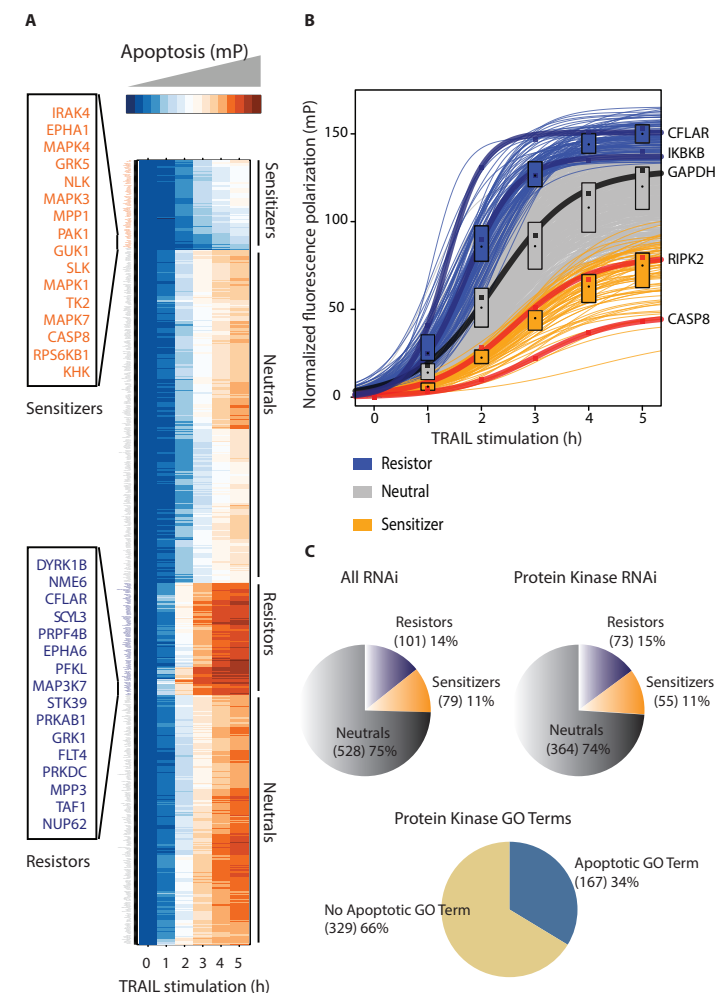 A
Apoptosis (mP)
IRAK4
EPHA1
MAPK4
GRK5
NLK
MAPK3
MPP1
PAK1
GUK1
SLK
MAPK1
TK2
MAPK7
CASP8
RPS6KB1
KHK
Sensitizers
DYRK1B
NME6
CFLAR
SCYL3
PRPF4B
EPHA6
PFKL
MAP3K7
STK39
PRKAB1
GRK1
FLT4
PRKDC
MPP3
TAF1
NUP62
Resistors
Sensitizers
Neutrals
Resistors
Neutrals
0 1 2 3 4 5
TRAIL stimulation (h)
B
Normalized fluorescence polarization (mP)
150
100
50
0
CFLAR
IKBKB
GAPDH
RIPK2
CASP8
0 1 2 3 4 5
TRAIL stimulation (h)
Resistor
Neutral
Sensitizer
C
All RNAi
Resistors
(101) 14%
Sensitizers
(79) 11%
Neutrals
(528) 75%
Protein Kinase RNAi
Resistors
(73) 15%
Sensitizers
(55) 11%
Neutrals
(364) 74%
Protein Kinase GO Terms
Apoptotic GO Term
(167) 34%
No Apoptotic GO Term
(329) 66%